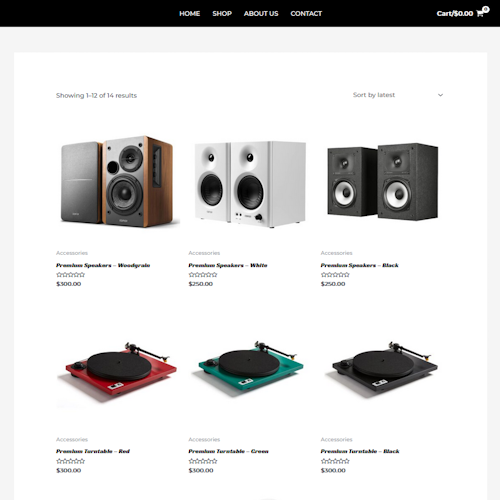 HOME SHOP ABOUT US CONTACT Cart/$0.00 0
Showing 1–12 of 14 results Sort by latest
Accessories Accessories Accessories
Premium Speakers – Woodgrain Premium Speakers – White Premium Speakers – Black
$300.00 $250.00 $250.00
Accessories Accessories Accessories
Premium Turntable – Red Premium Turntable – Green Premium Turntable – Black
$300.00 $300.00 $300.00